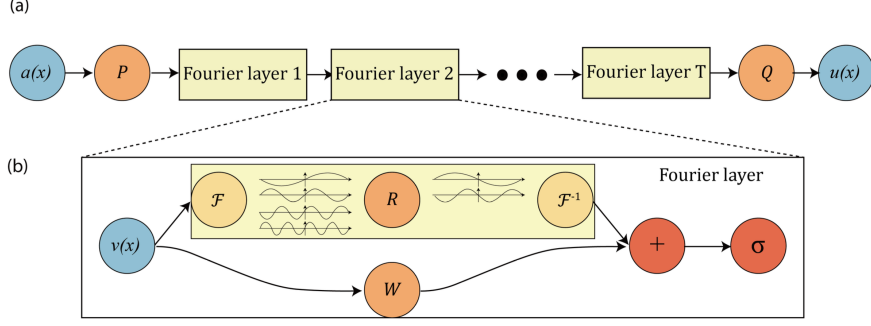 (a)
a(x) P Fourier layer 1 Fourier layer 2 Fourier layer T Q u(x)
(b)
Fourier layer
ℱ R ℱ⁻¹
v(x) + σ
W